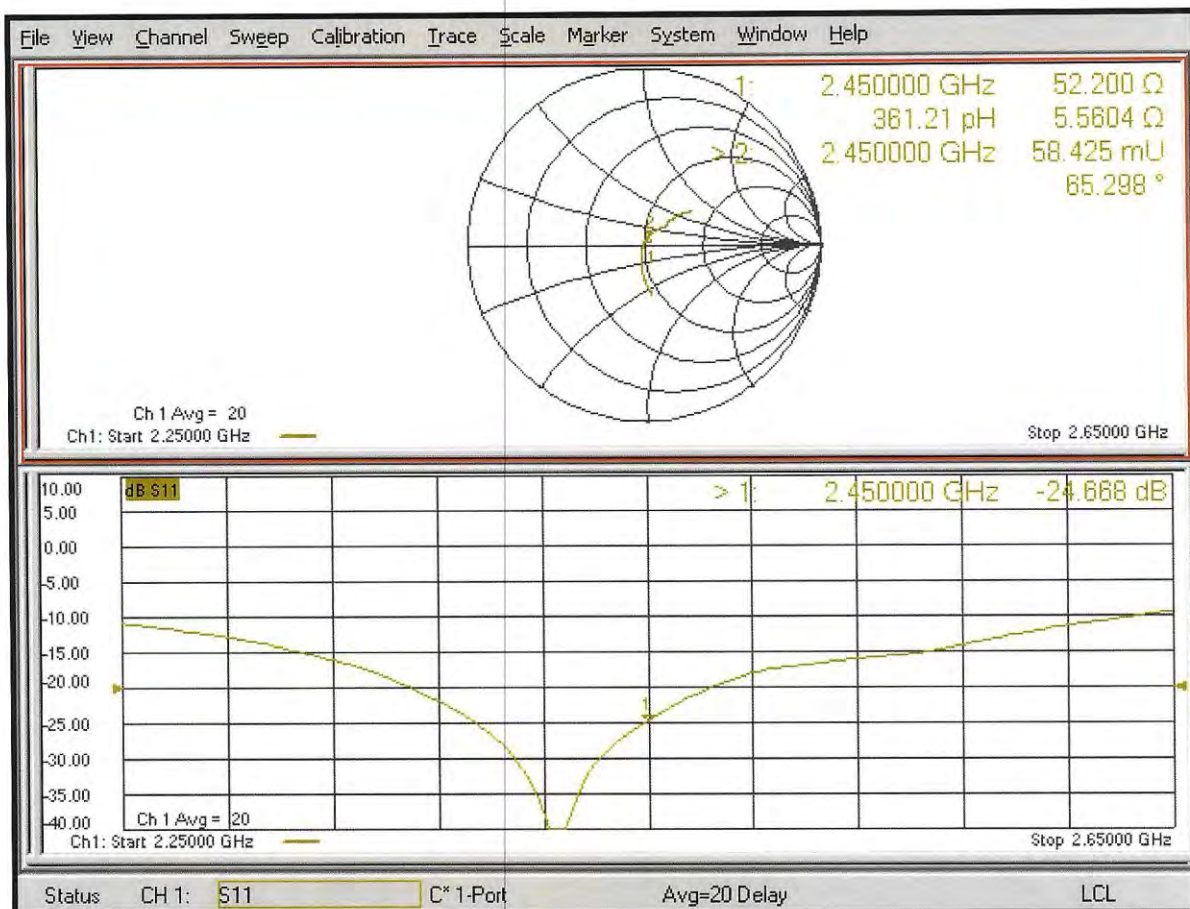 File View Channel Sweep Calibration Trace Scale Marker System Window Help
1: 2.450000 GHz 52.200 Ω
361.21 pH 5.5604 Ω
> 2: 2.450000 GHz 58.425 mU
65.298 °
2
1
Ch 1 Avg = 20
Ch1: Start 2.25000 GHz
Stop 2.65000 GHz
dB S11
> 1: 2.450000 GHz -24.668 dB
10.00
5.00
0.00
-5.00
-10.00
-15.00
-20.00
-25.00
-30.00
-35.00
-40.00
1
Ch 1 Avg = 20
Ch1: Start 2.25000 GHz
Stop 2.65000 GHz
Status CH 1: S11 C* 1-Port Avg=20 Delay LCL